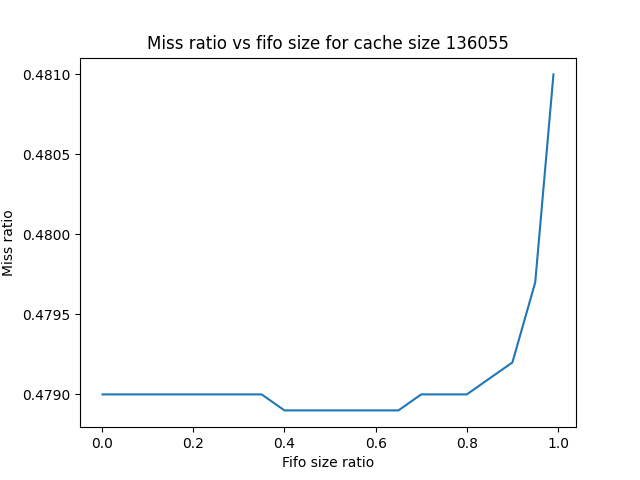 Miss ratio vs fifo size for cache size 136055
0.4810
0.4805
0.4800
0.4795
0.4790
Miss ratio
0.0 0.2 0.4 0.6 0.8 1.0
Fifo size ratio